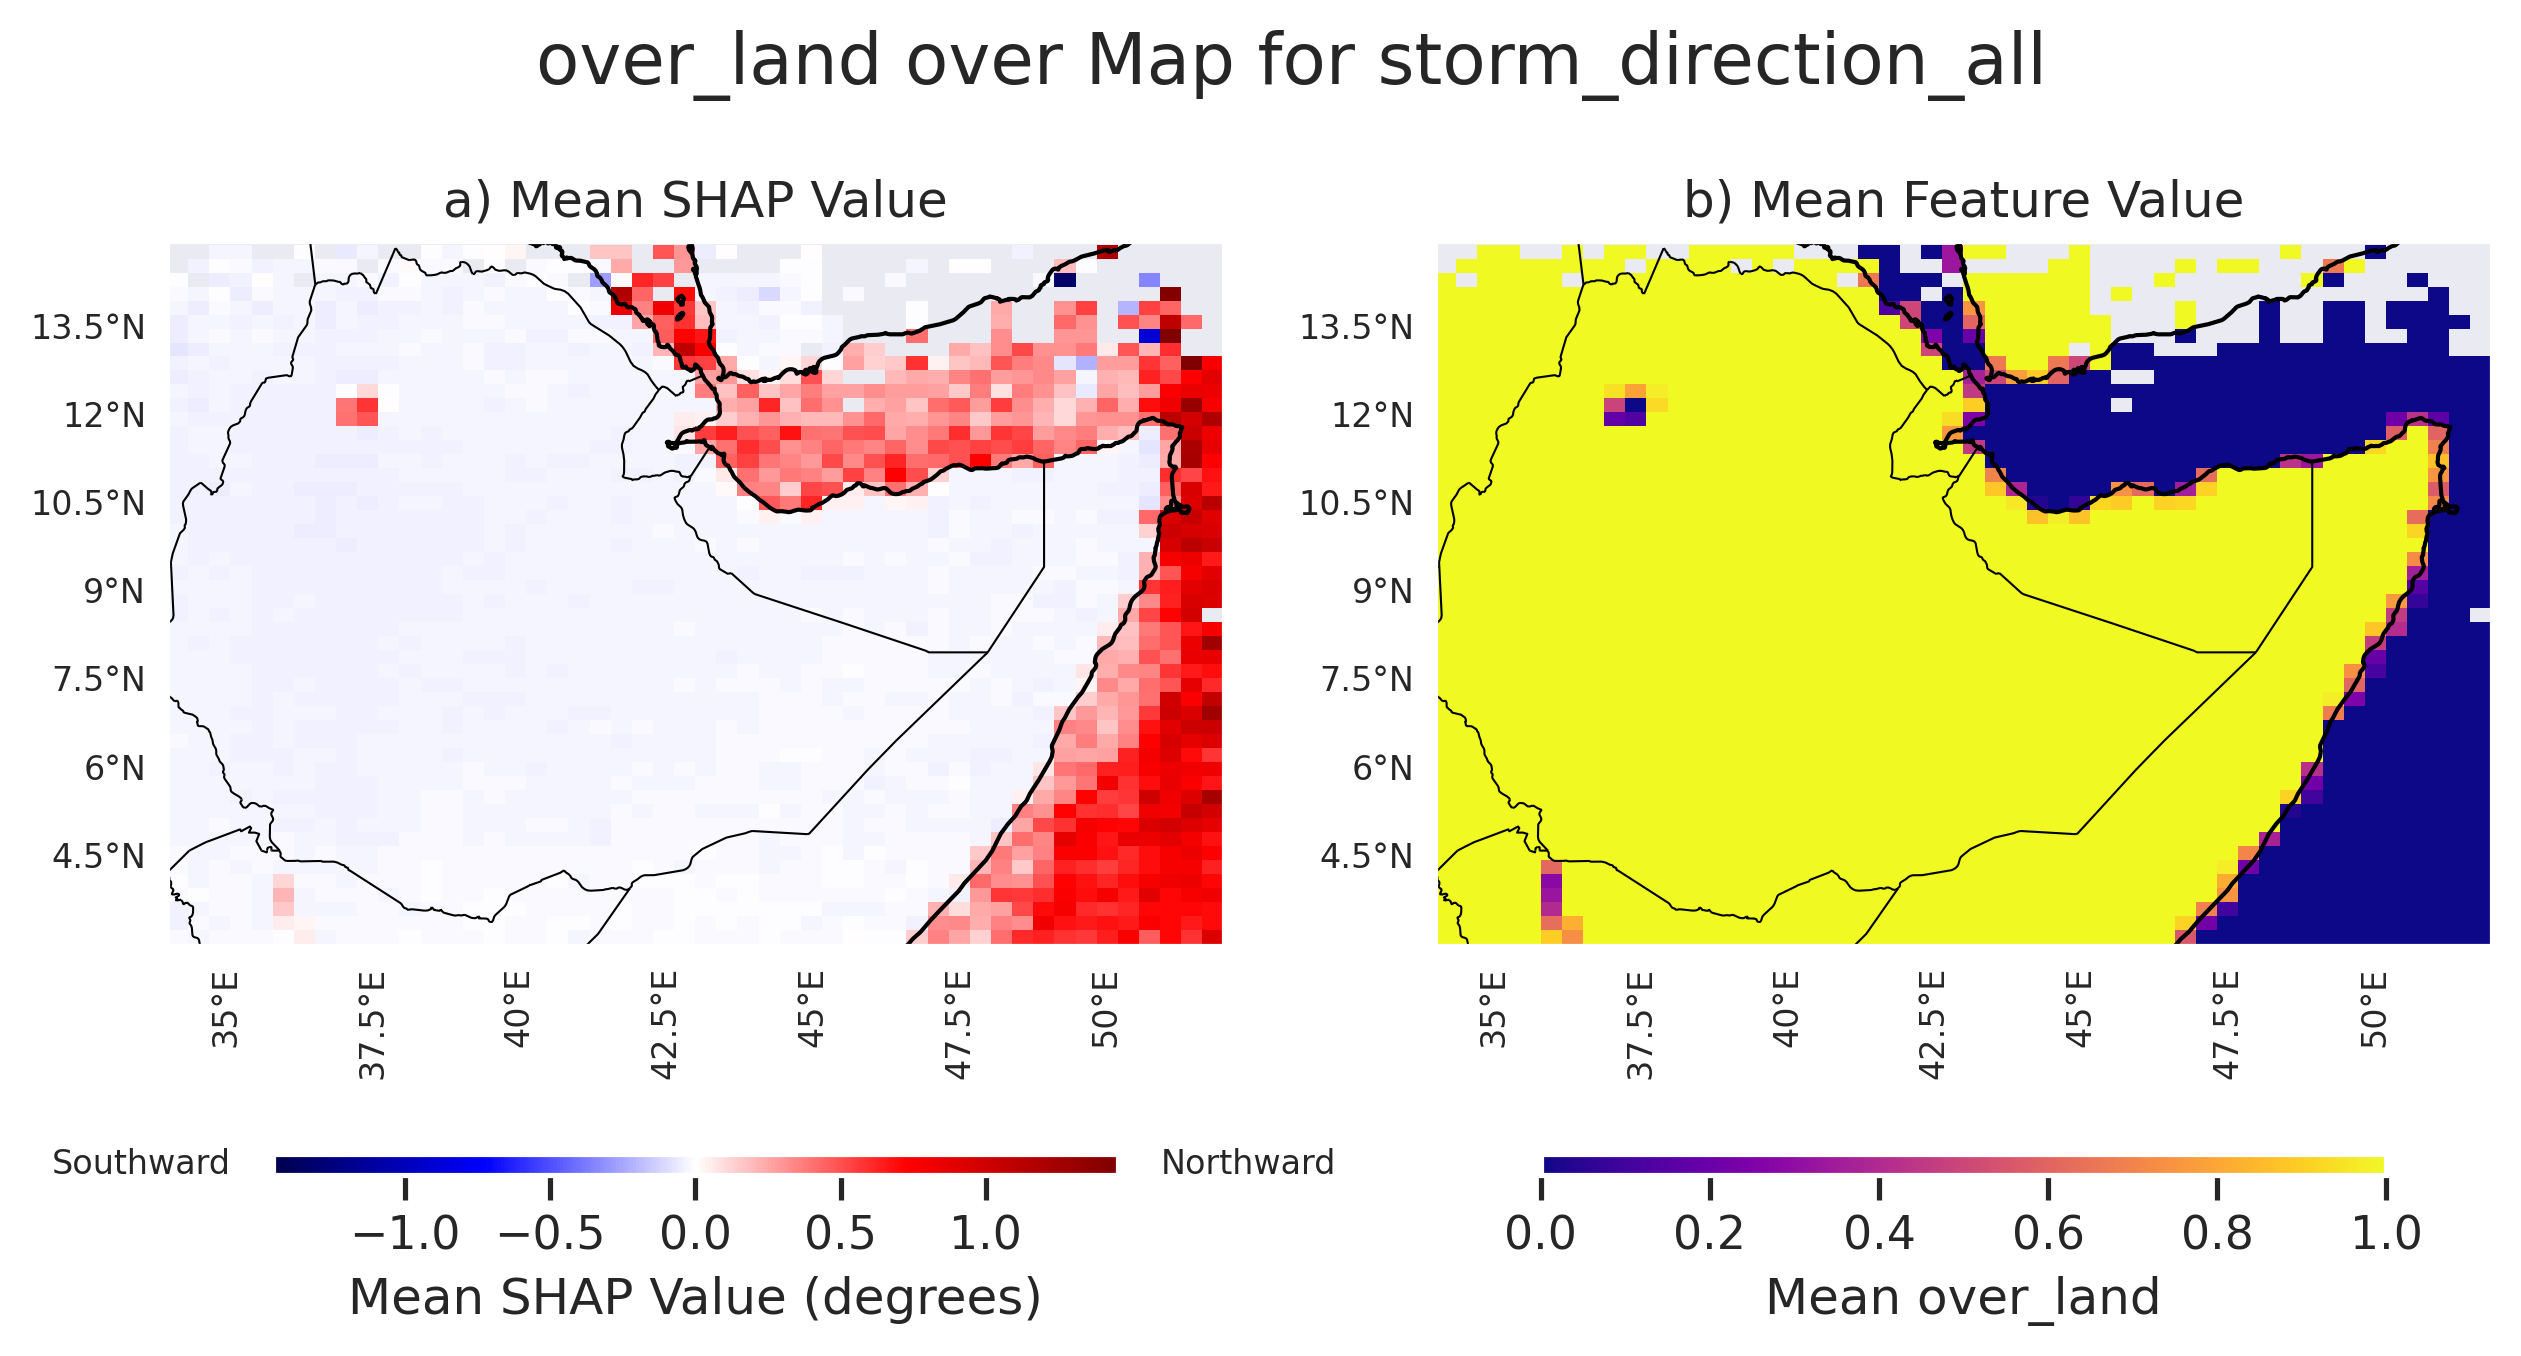 over_land over Map for storm_direction_all
a) Mean SHAP Value
b) Mean Feature Value
13.5°N
12°N
10.5°N
9°N
7.5°N
6°N
4.5°N
35°E
37.5°E
40°E
42.5°E
45°E
47.5°E
50°E
13.5°N
12°N
10.5°N
9°N
7.5°N
6°N
4.5°N
35°E
37.5°E
40°E
42.5°E
45°E
47.5°E
50°E
Southward
Northward
−1.0 −0.5 0.0 0.5 1.0
Mean SHAP Value (degrees)
0.0 0.2 0.4 0.6 0.8 1.0
Mean over_land